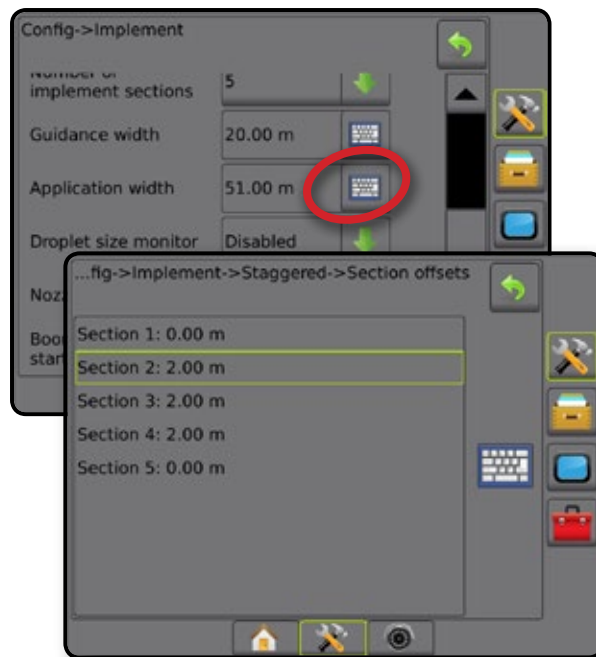 Config->Implement
implement sections
5
Guidance width
20.00 m
Application width
51.00 m
Droplet size monitor
Disabled
...fig->Implement->Staggered->Section offsets
Section 1: 0.00 m
Section 2: 2.00 m
Section 3: 2.00 m
Section 4: 2.00 m
Section 5: 0.00 m